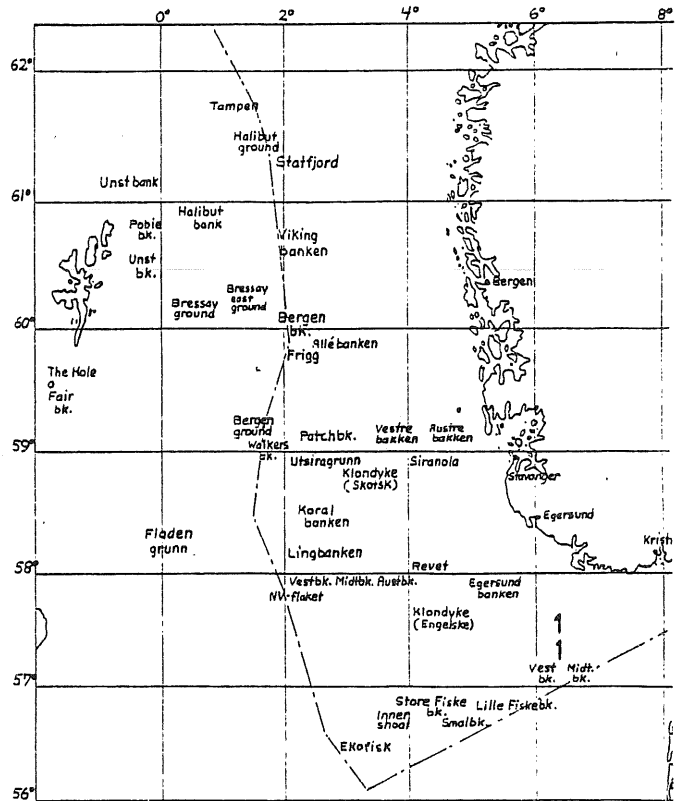 0° 2° 4° 6° 8°
62°
Tampen
Halibut
ground
Statfjord
Unst bank
61°
Halibut
bank
Pobie
bk.
Viking
banken
Unst
bk.
Bergen
Bressay
east
ground
Bressay
ground
Bergen
bk.
60°
Allébanken
Frigg
The Hole
o
Fair
bk.
Bergen
ground
Walkers
bk.
Patchbk.
Vestre
bakken
Austre
bakken
59°
Utsiragrunn
Siranola
Klondyke
(Skotsk)
Stavanger
Koral
banken
Egersund
Fladen
grunn
Lingbanken
Krish
Revet
58°
Vestbk. Midtbk. Austbk.
Egersund
banken
NV-flaket
Klondyke
(Engelske)
Vest
bk.
Midt.
bk.
57°
Store Fiske
bk.
Lille Fiskebk.
Inner
shoal
Smalbk.
Ekofisk
56°